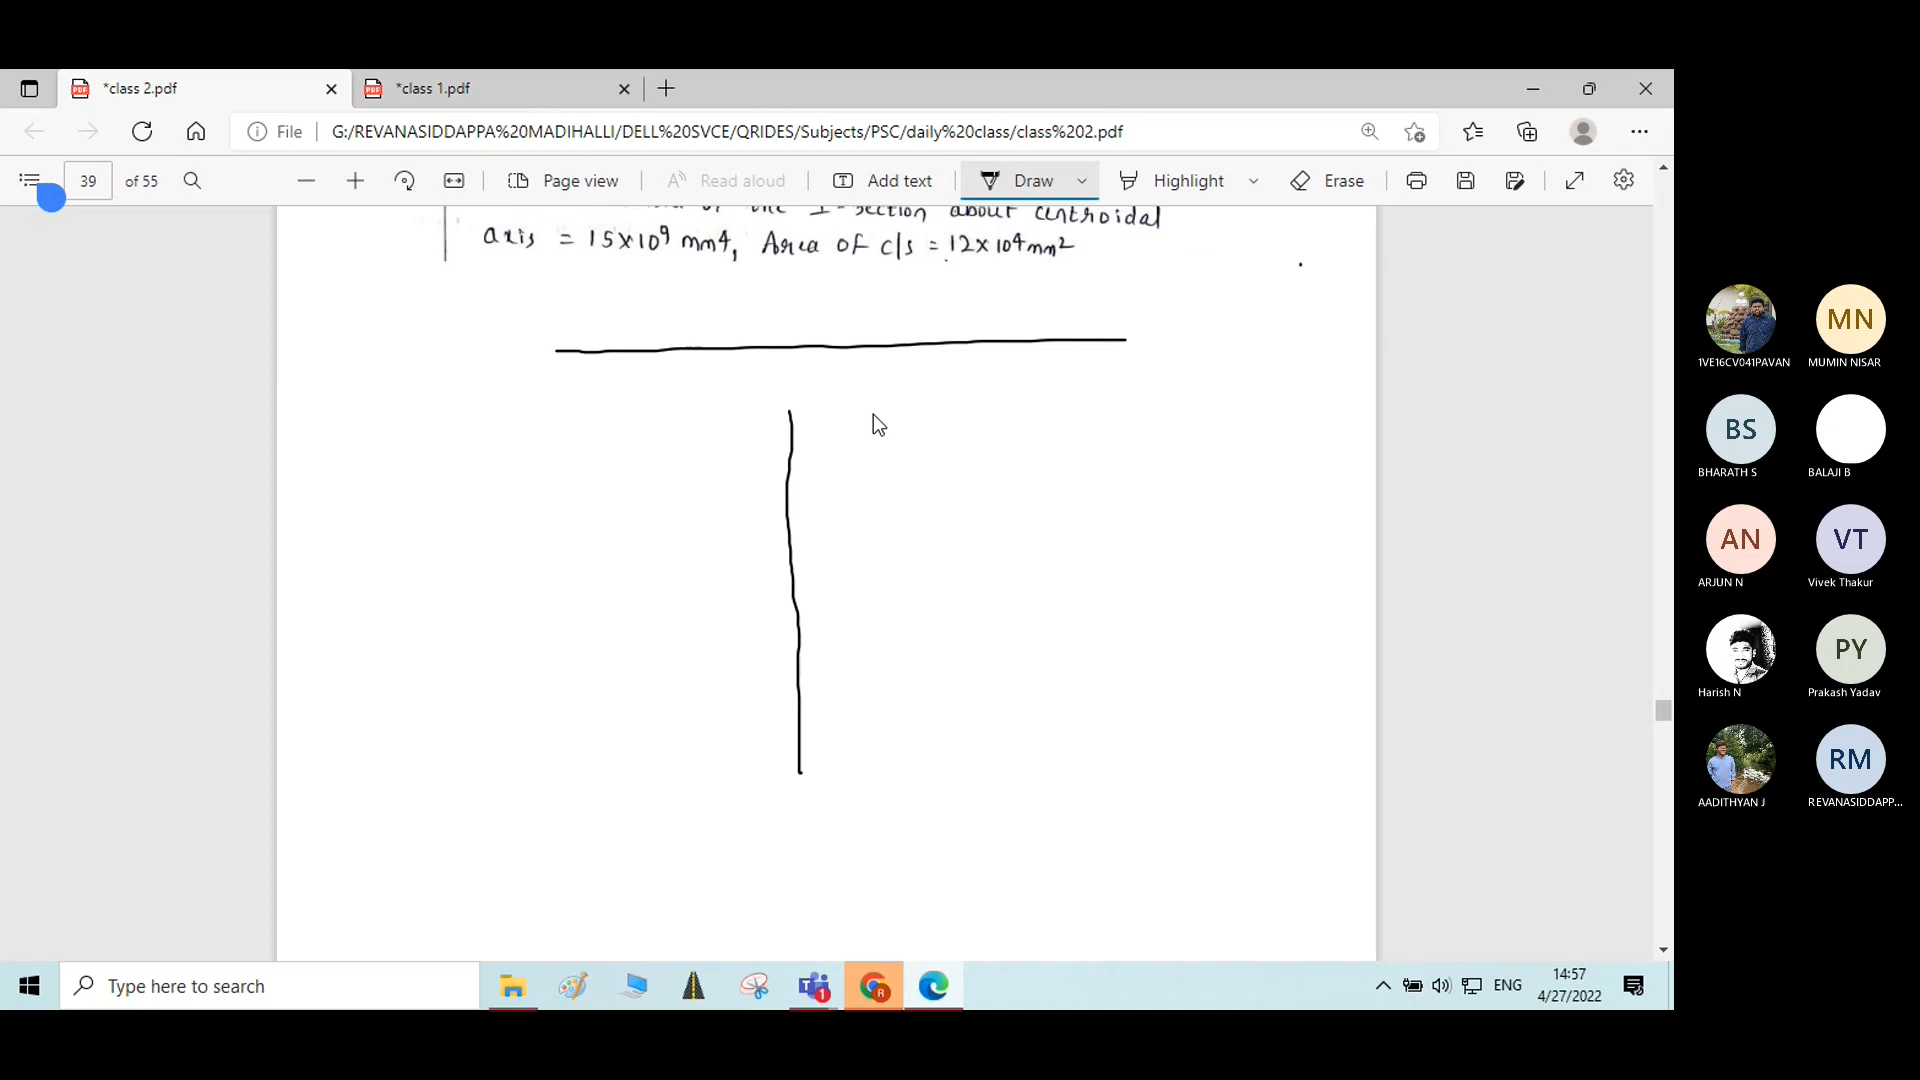 *class 2.pdf
*class 1.pdf
File G:/REVANASIDDAPPA%20MADIHALLI/DELL%20SVCE/QRIDES/Subjects/PSC/daily%20class/class%202.pdf
39 of 55 Page view Read aloud Add text Draw Highlight Erase
the I-section about centroidal
axis = 15x10⁹ mm4, Area of c/s = 12x10⁴mm²
1VE16CV041PAVAN
MN
MUMIN NISAR
BS
BHARATH S
BALAJI B
AN
ARJUN N
VT
Vivek Thakur
Harish N
PY
Prakash Yadav
AADITHYAN J
RM
REVANASIDDAPP...
Type here to search
1
R
ENG
14:57
4/27/2022